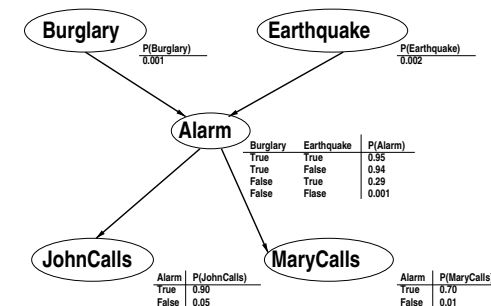 Burglary
P(Burglary)
0.001
Earthquake
P(Earthquake)
0.002
Alarm
Burglary Earthquake P(Alarm)
True True 0.95
True False 0.94
False True 0.29
False Flase 0.001
JohnCalls
Alarm P(JohnCalls)
True 0.90
False 0.05
MaryCalls
Alarm P(MaryCalls)
True 0.70
False 0.01